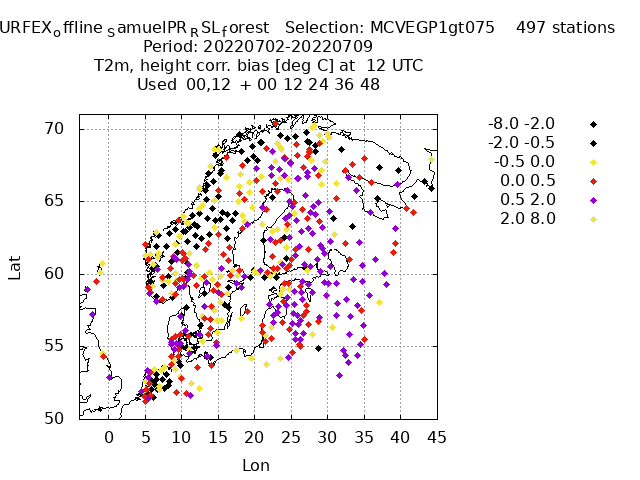 URFEXoffline SamuelPRRSLforest Selection: MCVEGP1gt075 497 stations
Period: 20220702-20220709
T2m, height corr. bias [deg C] at 12 UTC
Used 00,12 + 00 12 24 36 48
70
65
60
55
50
0 5 10 15 20 25 30 35 40 45
Lat
Lon
-8.0 -2.0
-2.0 -0.5
-0.5 0.0
0.0 0.5
0.5 2.0
2.0 8.0